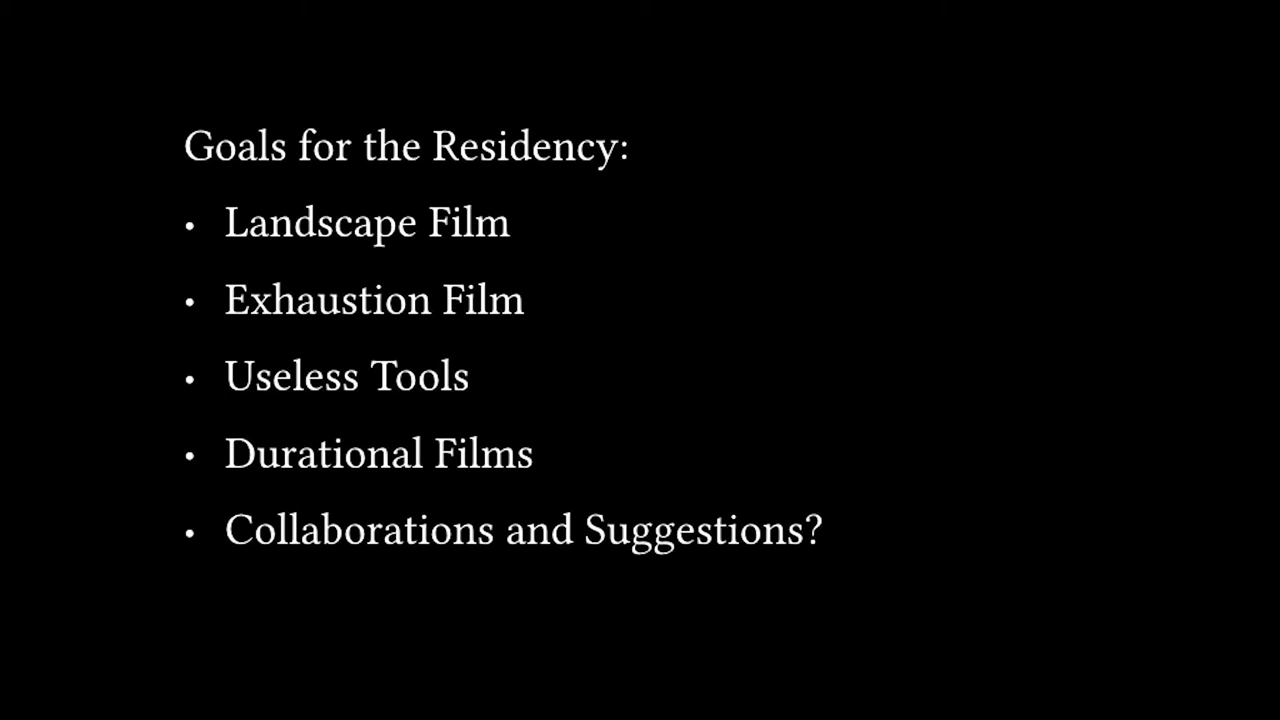 Goals for the Residency:
• Landscape Film
• Exhaustion Film
• Useless Tools
• Durational Films
• Collaborations and Suggestions?